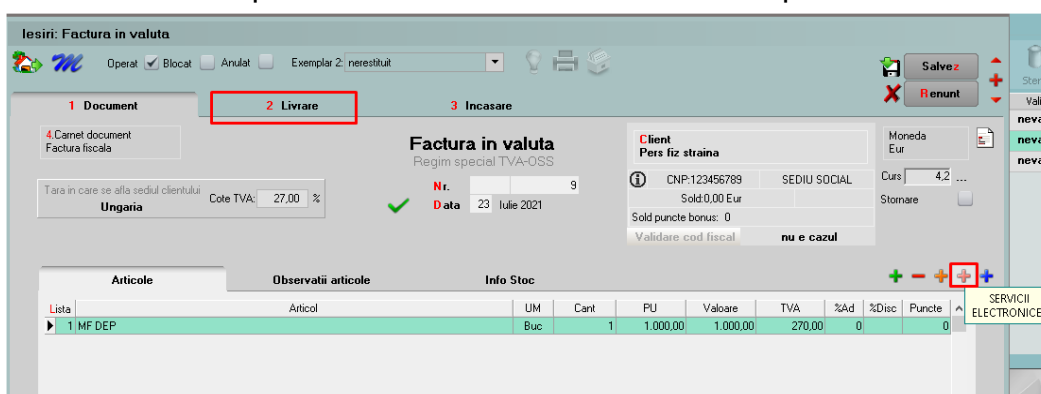 Iesiri: Factura in valuta
Operat Blocat Anulat Exemplar 2: nerestituit
Salvez
Renunt
1 Document 2 Livrare 3 Incasare
4.Carnet document
Factura fiscala
Factura in valuta
Regim special TVA-OSS
Client
Pers fiz straina
Moneda
Eur
Tara in care se afla sediul clientului
Ungaria
Cote TVA: 27,00 %
Nr. 9
Data 23 Iulie 2021
CNP:123456789 SEDIU SOCIAL
Sold:0,00 Eur
Sold puncte bonus: 0
Validare cod fiscal nu e cazul
Curs 4,2 ...
Stornare
Articole Observatii articole Info Stoc
SERVICII
ELECTRONICE
Lista Articol UM Cant PU Valoare TVA %Ad %Disc Puncte
1 MF DEP Buc 1 1.000,00 1.000,00 270,00 0 0